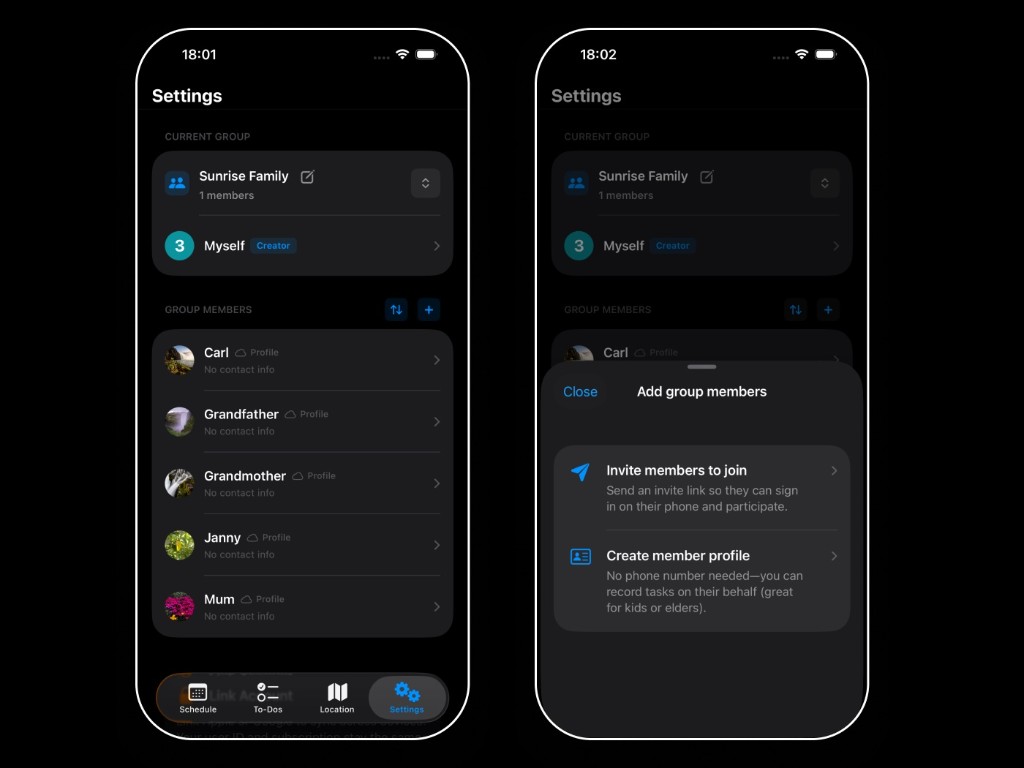 18:01
Settings
CURRENT GROUP
Sunrise Family
1 members
3
Myself
Creator
GROUP MEMBERS
Carl
Profile
No contact info
Grandfather
Profile
No contact info
Grandmother
Profile
No contact info
Janny
Profile
No contact info
Mum
Profile
No contact info
Link Account
Schedule
To-Dos
Location
Settings
18:02
Settings
CURRENT GROUP
Sunrise Family
1 members
3
Myself
Creator
GROUP MEMBERS
Carl
Profile
Close
Add group members
Invite members to join
Send an invite link so they can sign
in on their phone and participate.
Create member profile
No phone number needed—you can
record tasks on their behalf (great
for kids or elders).